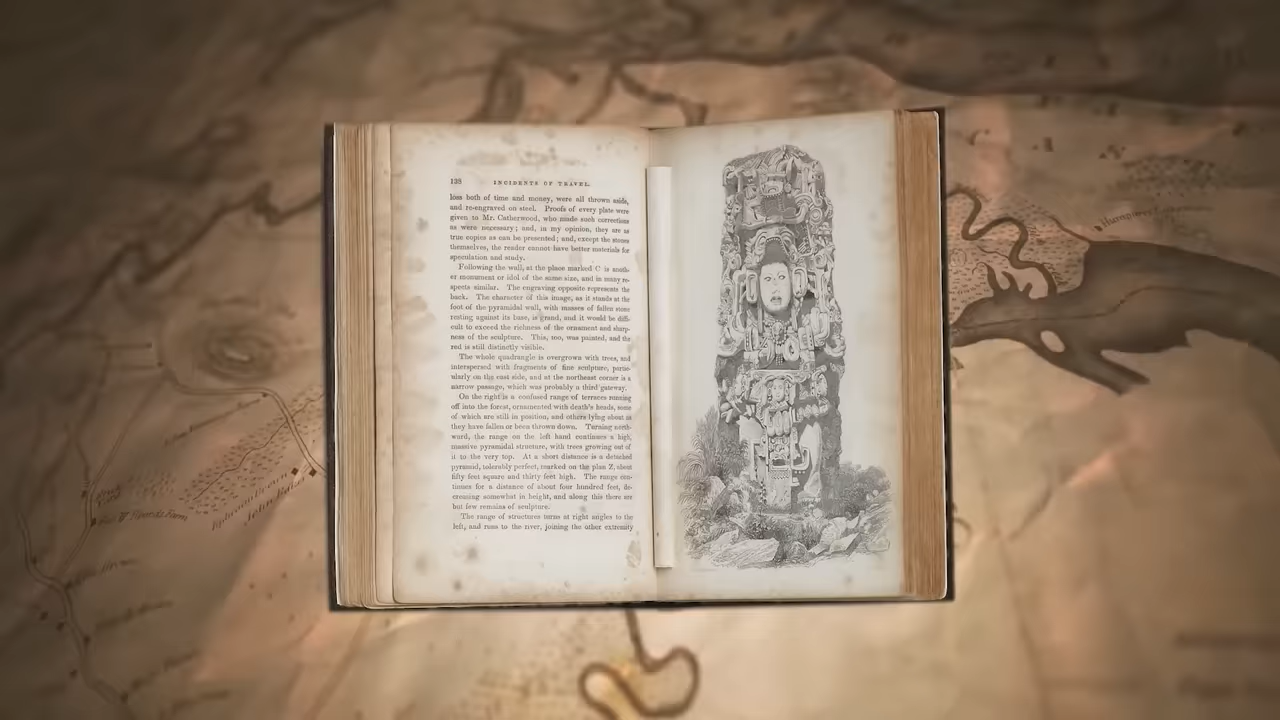 138 INCIDENTS OF TRAVEL.
loss both of time and money, were all thrown aside,
and re-engraved on steel. Proofs of every plate were
given to Mr. Catherwood, who made such corrections
as were necessary; and, in my opinion, they are as
true copies as can be presented; and, except the stones
themselves, the reader cannot have better materials for
speculation and study.
Following the wall, at the place marked C is anoth-
er monument or idol of the same size, and in many re-
spects similar. The engraving opposite represents the
back. The character of this image, as it stands at the
foot of the pyramidal wall, with masses of fallen stone
resting against its base, is grand, and it would be diffi-
cult to exceed the richness of the ornament and sharp-
ness of the sculpture. This, too, was painted, and the
red is still distinctly visible.
The whole quadrangle is overgrown with trees, and
interspersed with fragments of fine sculpture, partic-
ularly on the east side, and at the northeast corner is a
narrow passage, which was probably a third gateway.
On the right is a confused range of terraces running
off into the forest, ornamented with death's heads, some
of which are still in position, and others lying about as
they have fallen or been thrown down. Turning north-
ward, the range on the left hand continues a high,
massive pyramidal structure, with trees growing out of
it to the very top. At a short distance is a detached
pyramid, tolerably perfect, marked on the plan Z, about
fifty feet square and thirty feet high. The range con-
tinues for a distance of about four hundred feet, de-
creasing somewhat in height, and along this there are
but few remains of sculpture.
The range of structures turns at right angles to the
left, and runs to the river, joining the other extremity